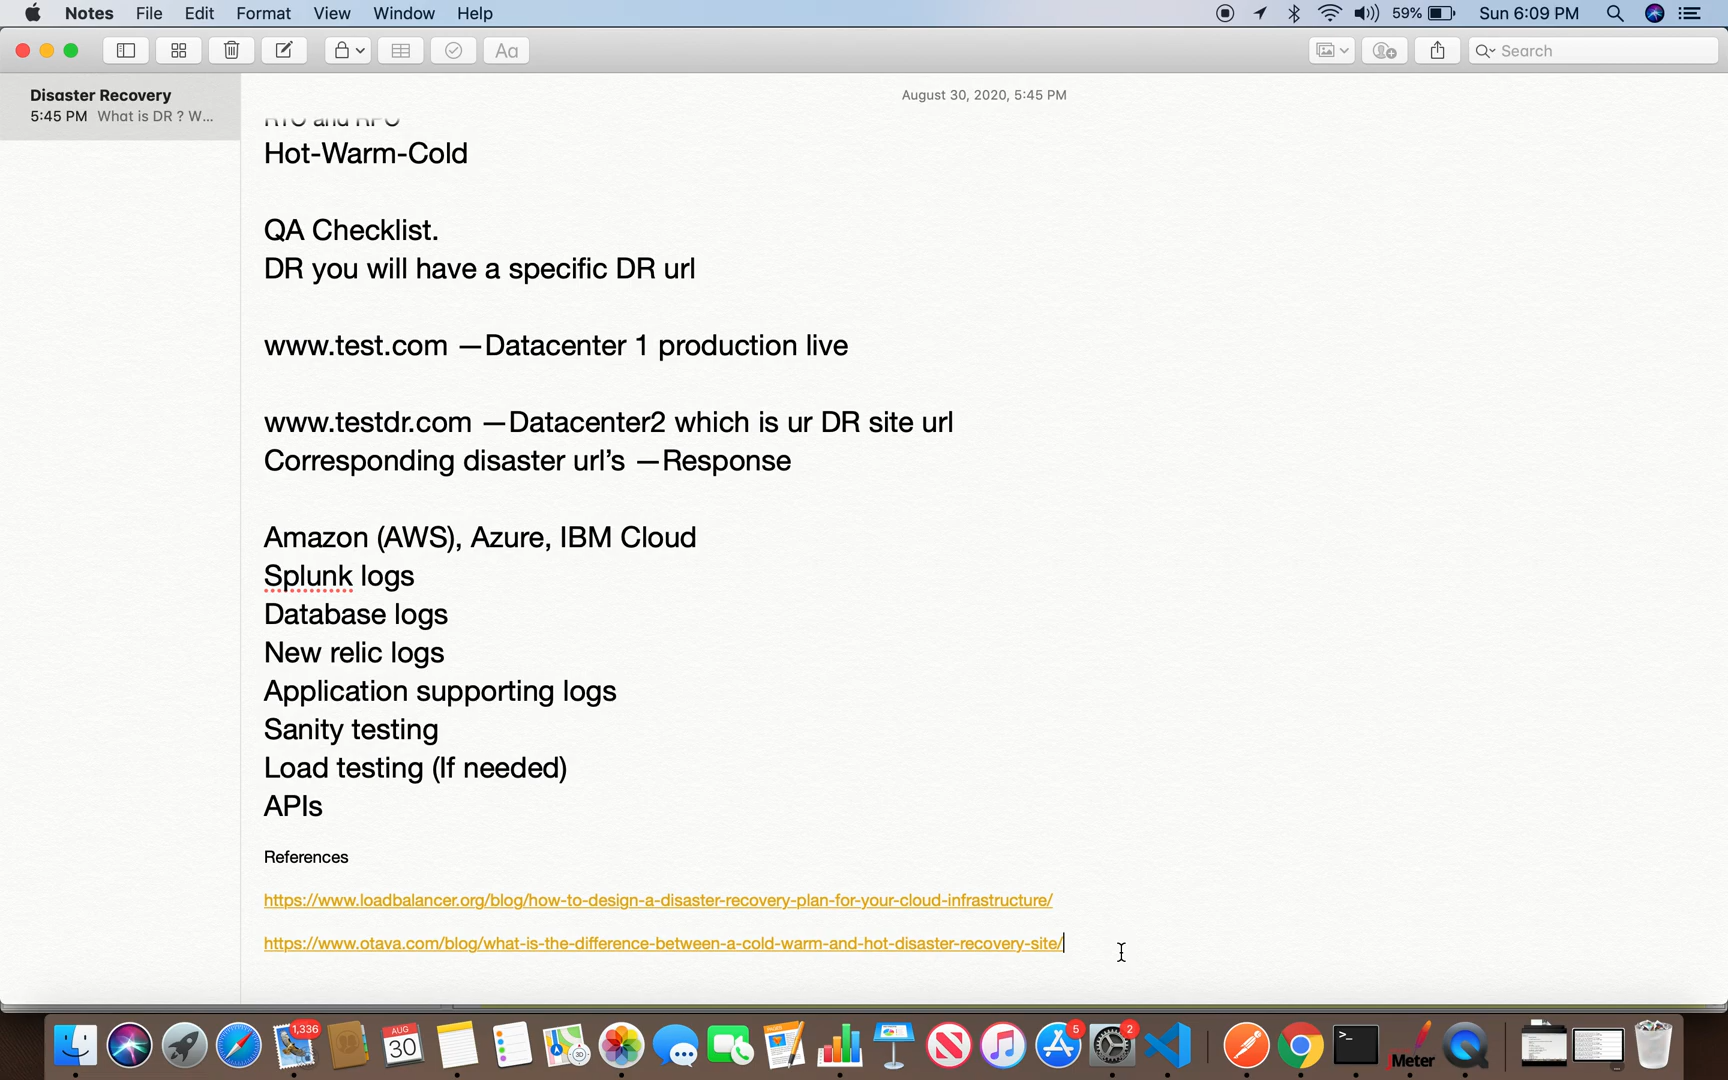 Notes File Edit Format View Window Help 59% Sun 6:09 PM
Aa Search
Disaster Recovery
5:45 PM What is DR ? W...
August 30, 2020, 5:45 PM
RTO and RPO
Hot-Warm-Cold
QA Checklist.
DR you will have a specific DR url
www.test.com —Datacenter 1 production live
www.testdr.com —Datacenter2 which is ur DR site url
Corresponding disaster url’s —Response
Amazon (AWS), Azure, IBM Cloud
Splunk logs
Database logs
New relic logs
Application supporting logs
Sanity testing
Load testing (If needed)
APIs
References
https://www.loadbalancer.org/blog/how-to-design-a-disaster-recovery-plan-for-your-cloud-infrastructure/
https://www.otava.com/blog/what-is-the-difference-between-a-cold-warm-and-hot-disaster-recovery-site/
1,336 AUG 30 5 2 JMeter